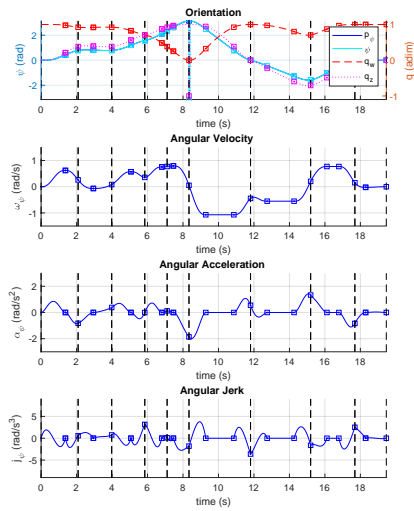 Orientation
ψ (rad)
2
0
-2
1
0
-1
q (adim)
p_ψ
ψ
q_w
q_z
0 2 4 6 8 10 12 14 16 18
time (s)
Angular Velocity
ω_ψ (rad/s)
1
0
-1
0 2 4 6 8 10 12 14 16 18
time (s)
Angular Acceleration
α_ψ (rad/s²)
2
0
-2
0 2 4 6 8 10 12 14 16 18
time (s)
Angular Jerk
j_ψ (rad/s³)
5
0
-5
0 2 4 6 8 10 12 14 16 18
time (s)